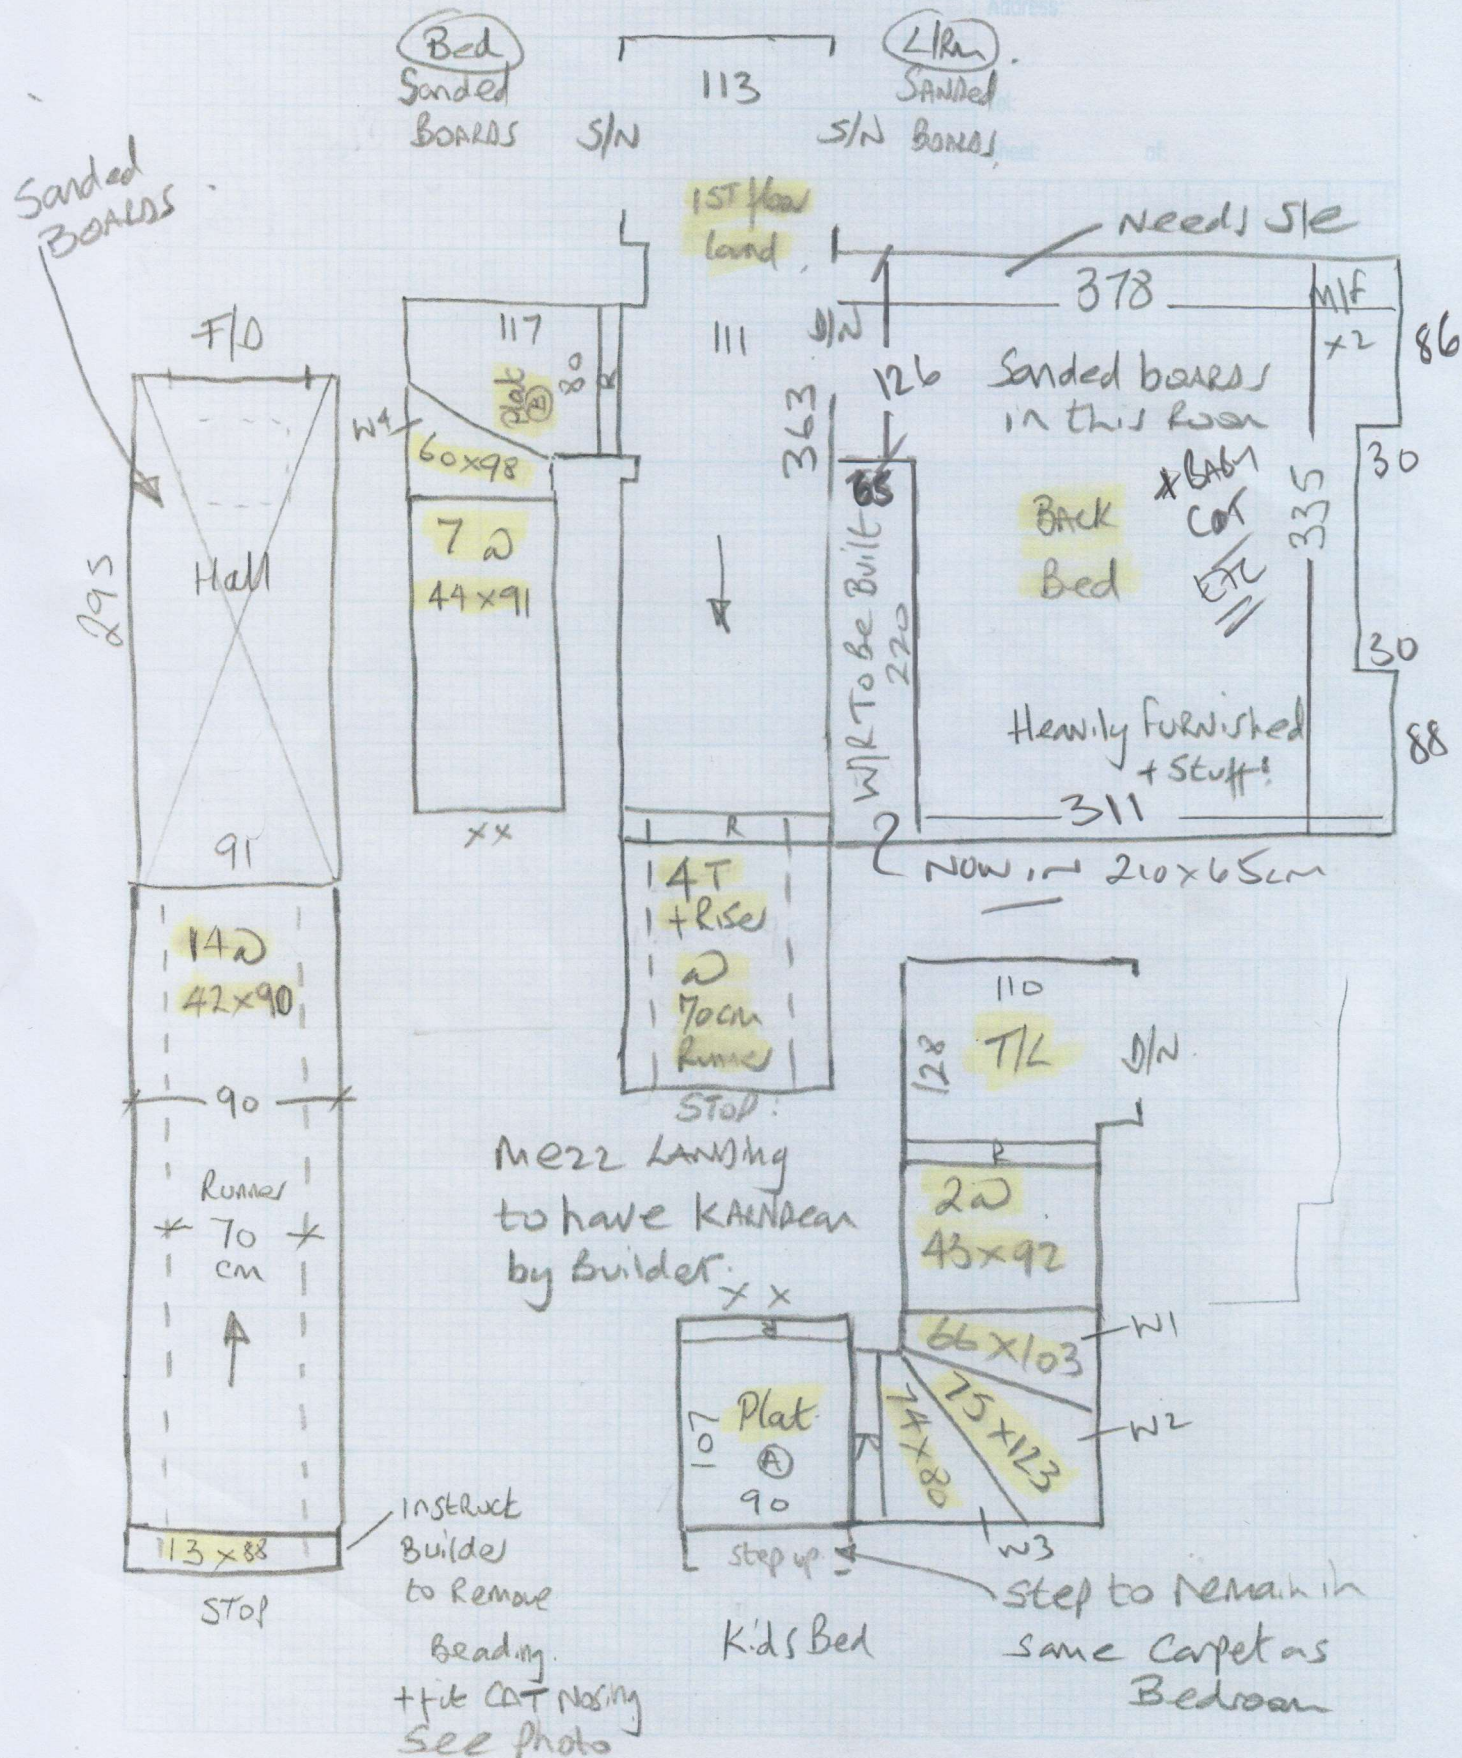 Address:
Bed
Sanded
BOARDS
S/N
113
S/N
L/Rm.
SANDed
BOARDS
of:
Sanded
BOARDS
1ST floor
Land
Needs S/e
378
M/F
x2
86
F/D
117
Plat
B
80
R
111
D/N
126
363
Sanded boards
in this Room
W4
60x98
65
+ BABY
COT
ETC
30
335
BACK
Bed
7 @
44x91
Hall
295
W/R To Be Built
220
30
Heavily furnished
+ Stuff!
88
311
xx
R
91
NOW IN 210x65cm
4T
+Riser
@
70cm
Runner
STOP:
14@
42x90
90
Runner
70
cm
110
T/L
128
D/N
R
Mezz LANDing
to have KARNDean
by Builder.
2@
43x92
x x
R
66x103
W1
75x123
W2
74x80
R
W3
Plat
A
107
90
step up
13x88
STOP
Instruck
Builder
to Remove
Beading.
+fit CAT Nosing
See Photo
Kids Bed
Step to remain in
same Carpet as
Bedroom